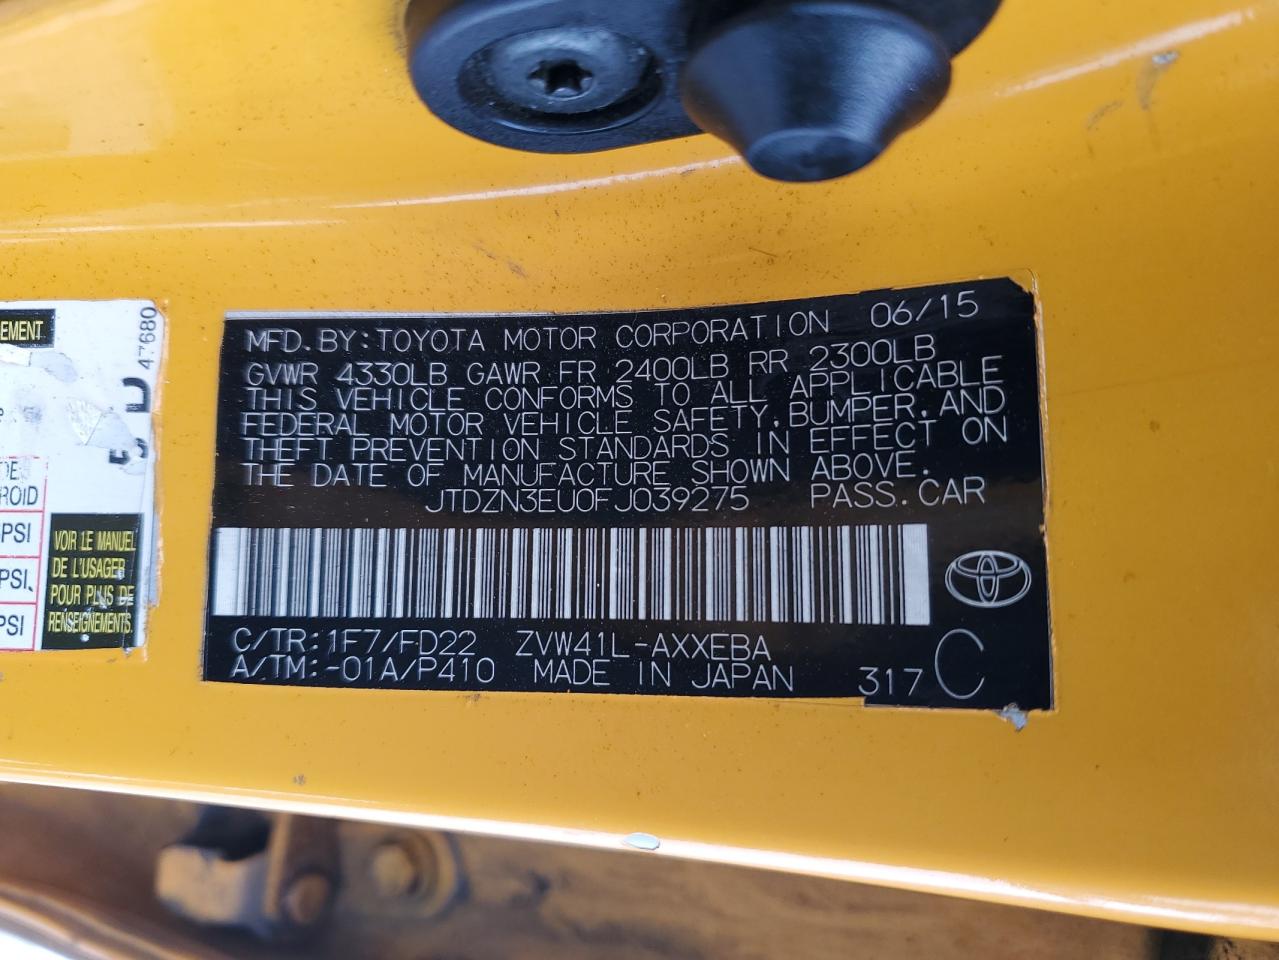 MFD. BY: TOYOTA MOTOR CORPORATION 06/15
GVWR 4330LB GAWR FR 2400LB RR 2300LB
THIS VEHICLE CONFORMS TO ALL APPLICABLE
FEDERAL MOTOR VEHICLE SAFETY, BUMPER, AND
THEFT PREVENTION STANDARDS IN EFFECT ON
THE DATE OF MANUFACTURE SHOWN ABOVE.
JTDZN3EU0FJ039275 PASS. CAR
C/TR: 1F7/FD22 ZVW41L-AXXEBA
A/TM: -01A/P410 MADE IN JAPAN 317 C
47680
PSI
PSI
PSI
VOIR LE MANUEL
DE L'USAGER
POUR PLUS DE
RENSEIGNEMENTS